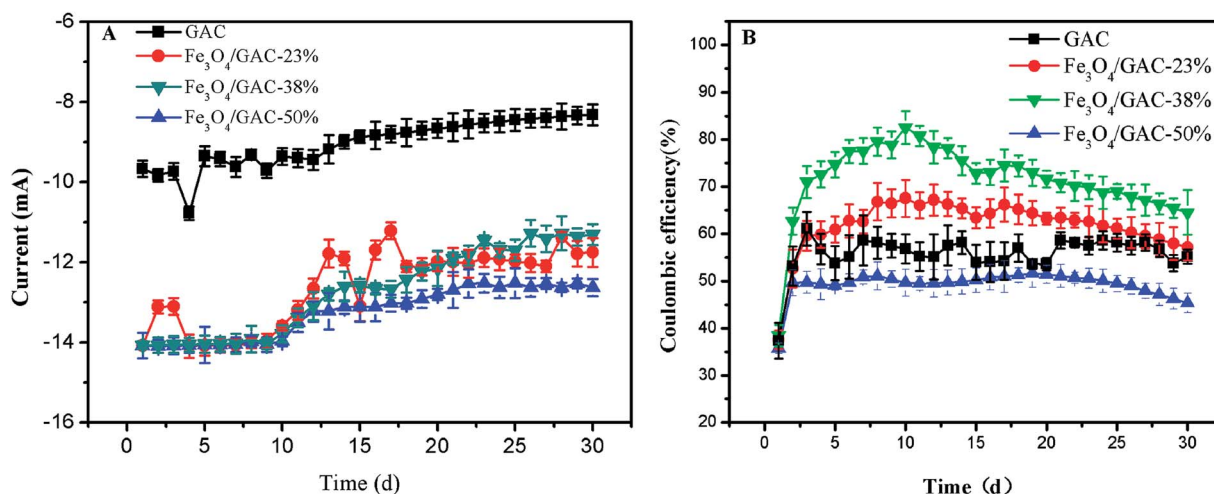 A
GAC
Fe3O4/GAC-23%
Fe3O4/GAC-38%
Fe3O4/GAC-50%
-6
-8
-10
-12
-14
-16
Current (mA)
0 5 10 15 20 25 30
Time (d)
B
GAC
Fe3O4/GAC-23%
Fe3O4/GAC-38%
Fe3O4/GAC-50%
100
90
80
70
60
50
40
30
20
Coulombic efficiency(%)
0 5 10 15 20 25 30
Time (d)